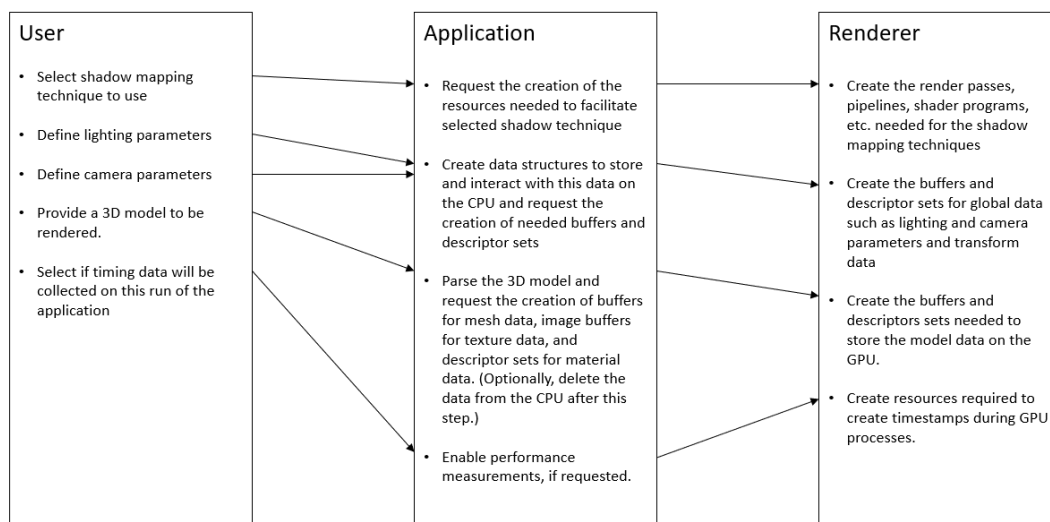 User
• Select shadow mapping
technique to use
• Define lighting parameters
• Define camera parameters
• Provide a 3D model to be
rendered.
• Select if timing data will be
collected on this run of the
application
Application
• Request the creation of the
resources needed to facilitate
selected shadow technique
• Create data structures to store
and interact with this data on
the CPU and request the
creation of needed buffers and
descriptor sets
• Parse the 3D model and
request the creation of buffers
for mesh data, image buffers
for texture data, and
descriptor sets for material
data. (Optionally, delete the
data from the CPU after this
step.)
• Enable performance
measurements, if requested.
Renderer
• Create the render passes,
pipelines, shader programs,
etc. needed for the shadow
mapping techniques
• Create the buffers and
descriptor sets for global data
such as lighting and camera
parameters and transform
data
• Create the buffers and
descriptors sets needed to
store the model data on the
GPU.
• Create resources required to
create timestamps during GPU
processes.